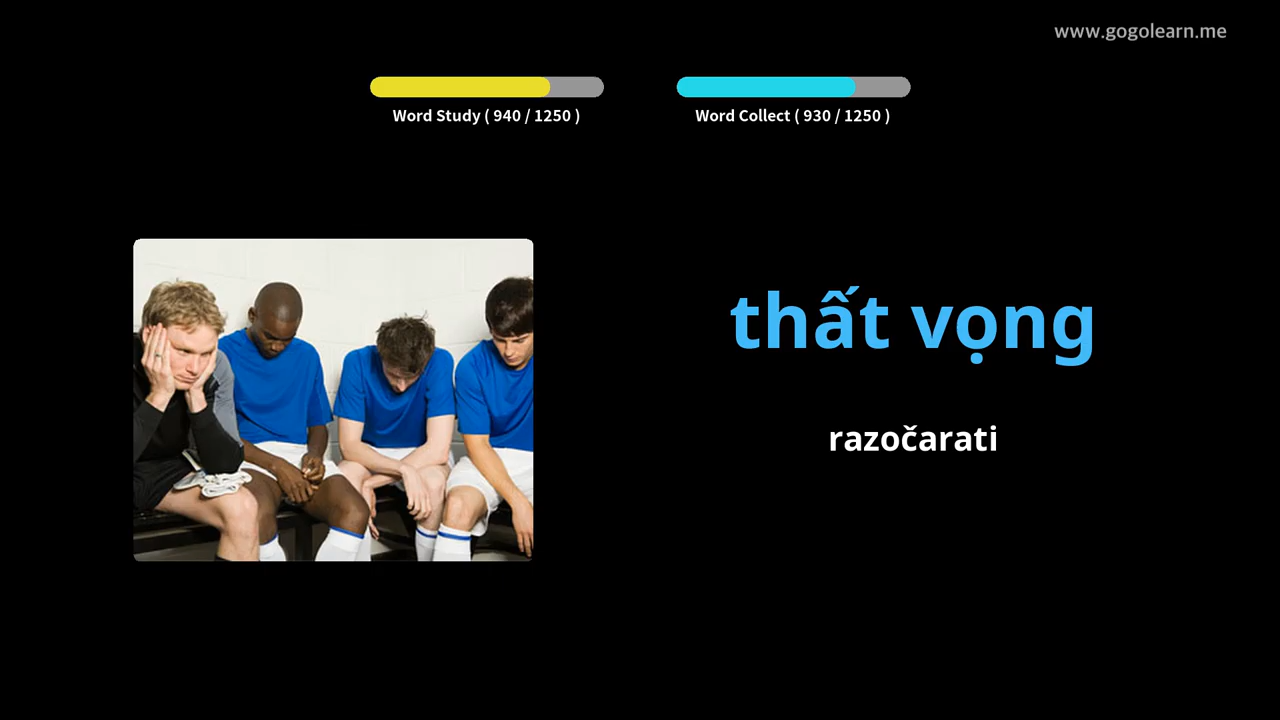 www.gogolearn.me
Word Study ( 940 / 1250 )
Word Collect ( 930 / 1250 )
thất vọng
razočarati